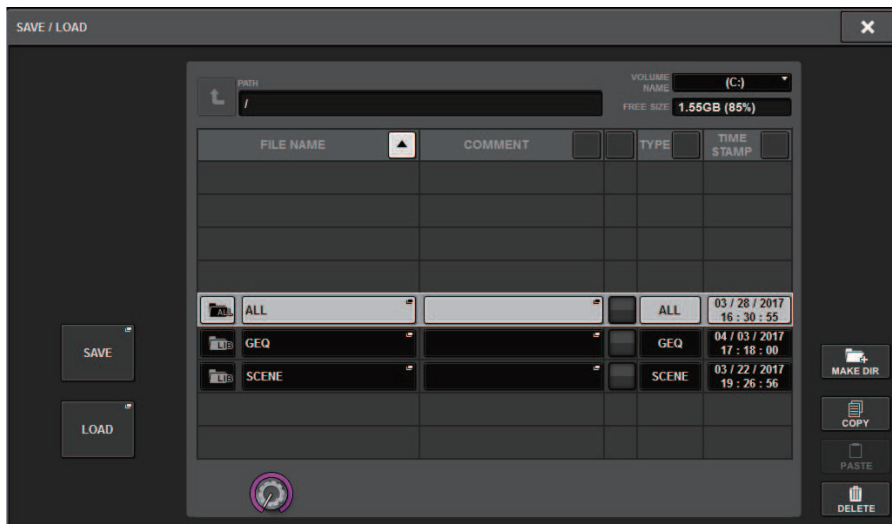 SAVE / LOAD
PATH
/
VOLUME
NAME
(C:)
FREE SIZE
1.55GB (85%)
FILE NAME
COMMENT
TYPE
TIME
STAMP
ALL
ALL
ALL
03 / 28 / 2017
16 : 30 : 55
LIB
GEQ
GEQ
04 / 03 / 2017
17 : 18 : 00
LIB
SCENE
SCENE
03 / 22 / 2017
19 : 26 : 56
SAVE
LOAD
MAKE DIR
COPY
PASTE
DELETE